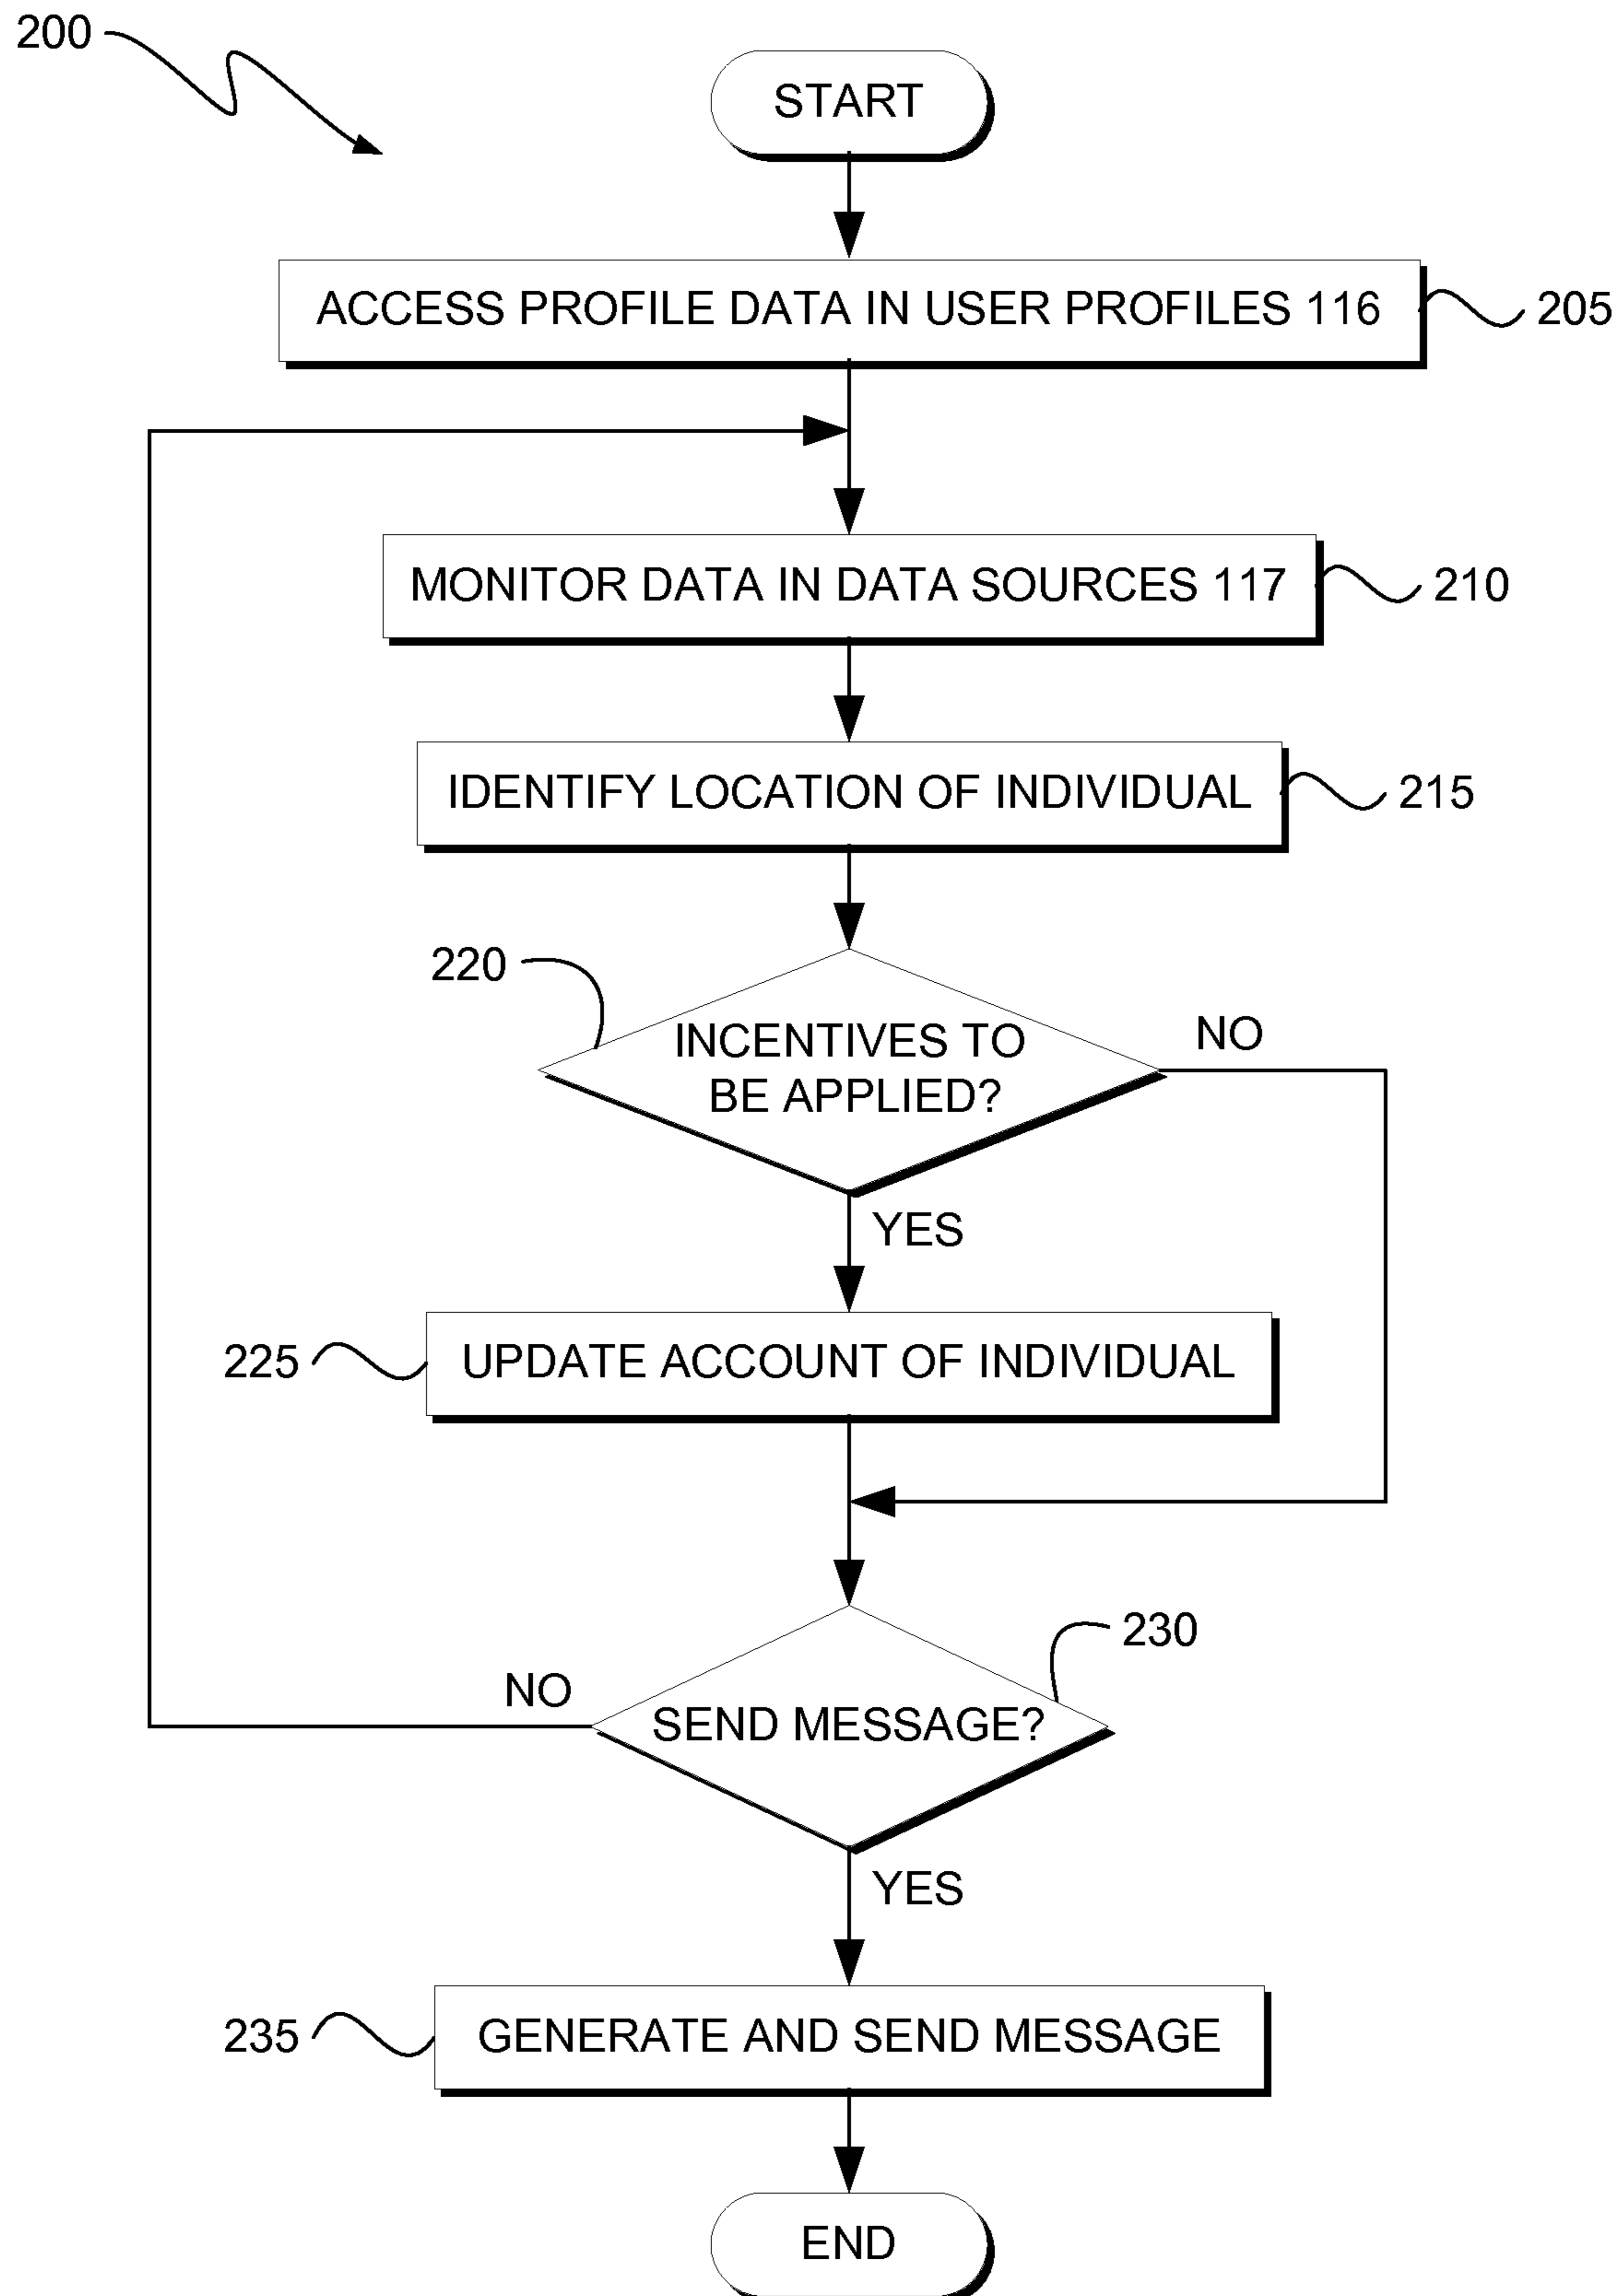 200
START
ACCESS PROFILE DATA IN USER PROFILES 116
205
MONITOR DATA IN DATA SOURCES 117
210
IDENTIFY LOCATION OF INDIVIDUAL
215
220
INCENTIVES TO
BE APPLIED?
NO
YES
225
UPDATE ACCOUNT OF INDIVIDUAL
230
NO
SEND MESSAGE?
YES
235
GENERATE AND SEND MESSAGE
END